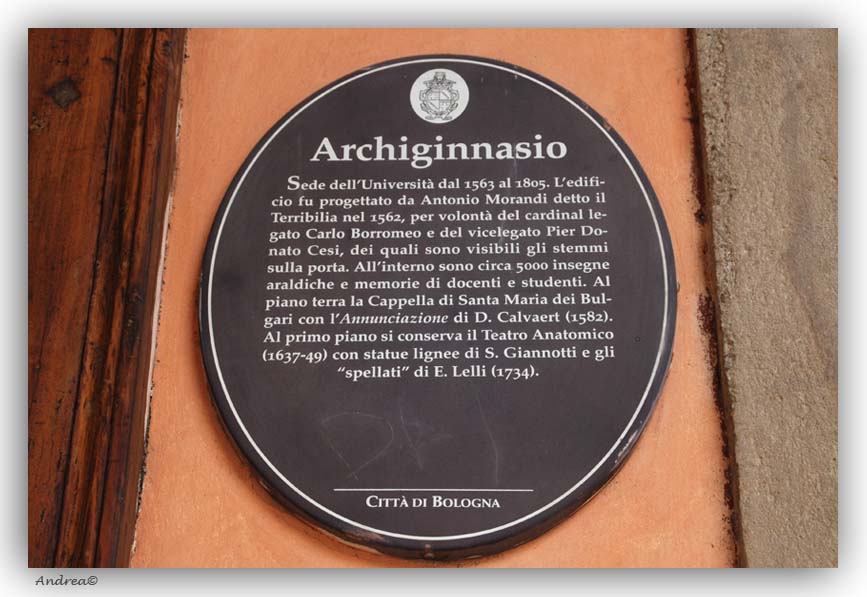 Archiginnasio
Sede dell'Università dal 1563 al 1805. L'edifi-
cio fu progettato da Antonio Morandi detto il
Terribilia nel 1562, per volontà del cardinal le-
gato Carlo Borromeo e del vicelegato Pier Do-
nato Cesi, dei quali sono visibili gli stemmi
sulla porta. All'interno sono circa 5000 insegne
araldiche e memorie di docenti e studenti. Al
piano terra la Cappella di Santa Maria dei Bul-
gari con l'Annunciazione di D. Calvaert (1582).
Al primo piano si conserva il Teatro Anatomico
(1637-49) con statue lignee di S. Giannotti e gli
"spellati" di E. Lelli (1734).
Città di Bologna
Andrea©